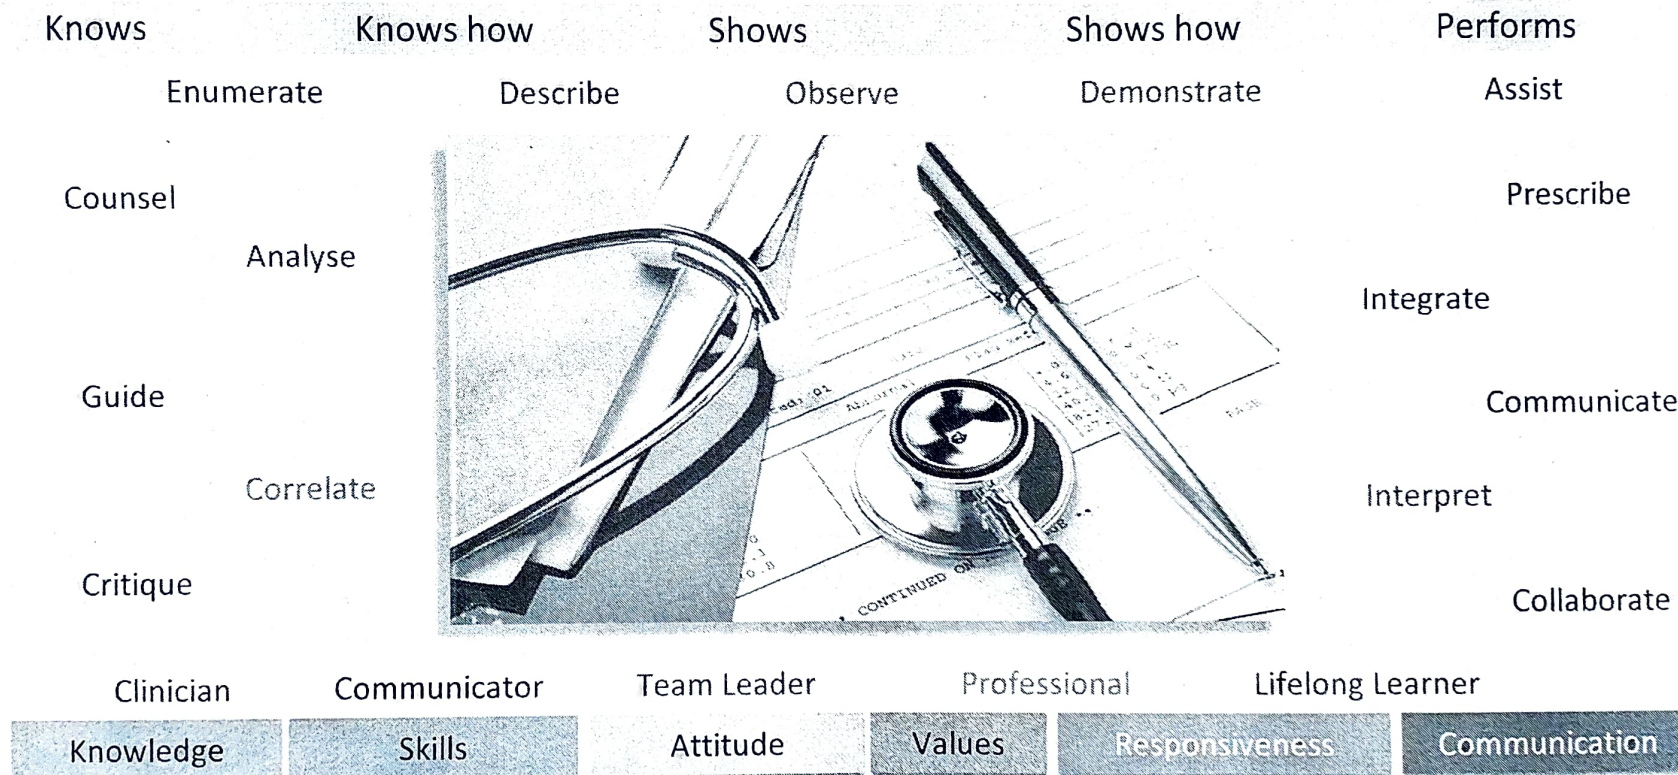 Knows Knows how Shows Shows how Performs
Enumerate Describe Observe Demonstrate Assist
Counsel
Prescribe
Analyse
Integrate
Guide
Communicate
Correlate
Interpret
Critique
Collaborate
CONTINUED ON
Clinician Communicator Team Leader Professional Lifelong Learner
Knowledge Skills Attitude Values Responsiveness Communication